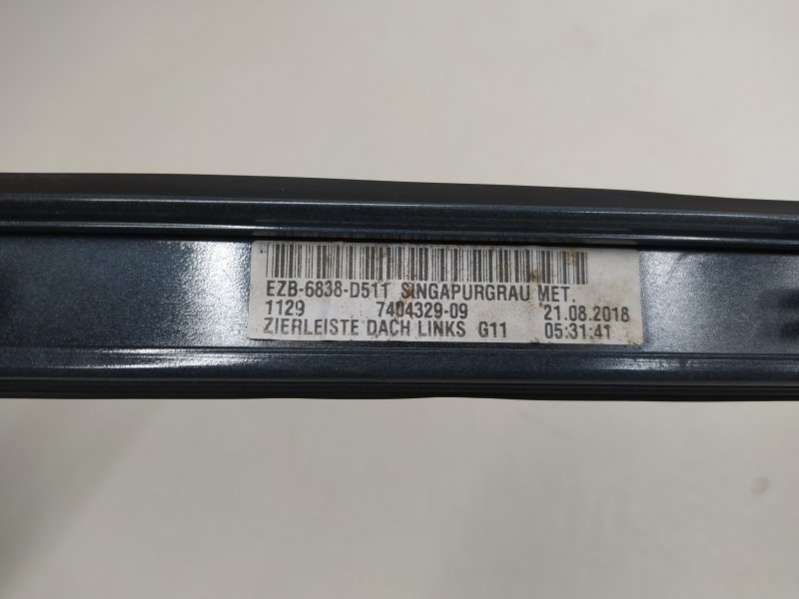 EZB-6838-D511 SINGAPURGRAU MET.
1129 7404329-09 21.08.2018
ZIERLEISTE DACH LINKS G11 05:31:41